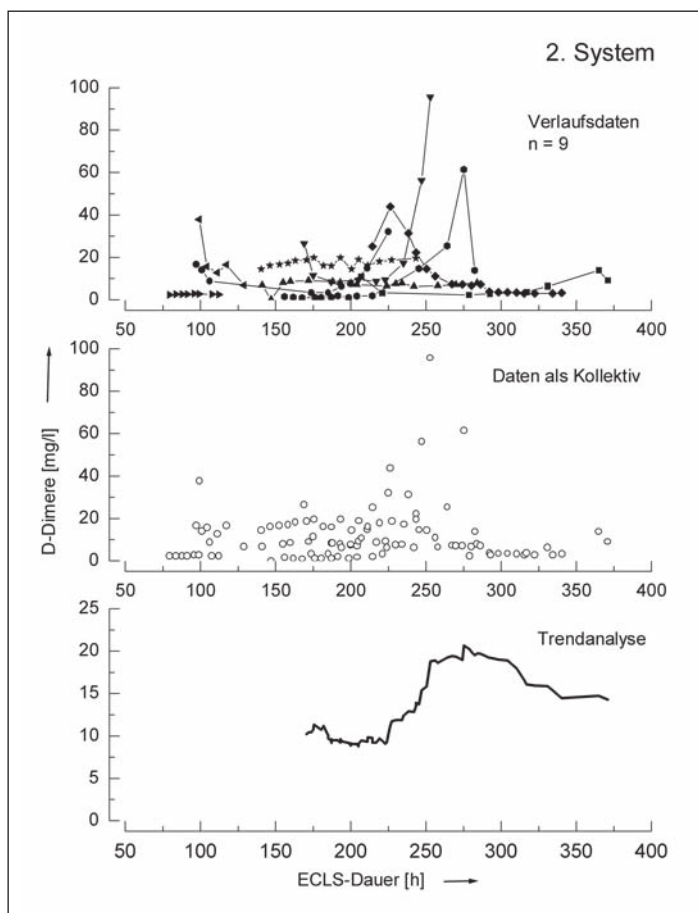 2. System
100
80
60
40
20
0
Verlaufsdaten
n = 9
50 100 150 200 250 300 350 400
D-Dimere [mg/l]
100
80
60
40
20
0
Daten als Kollektiv
50 100 150 200 250 300 350 400
25
20
15
10
5
0
Trendanalyse
50 100 150 200 250 300 350 400
ECLS-Dauer [h]